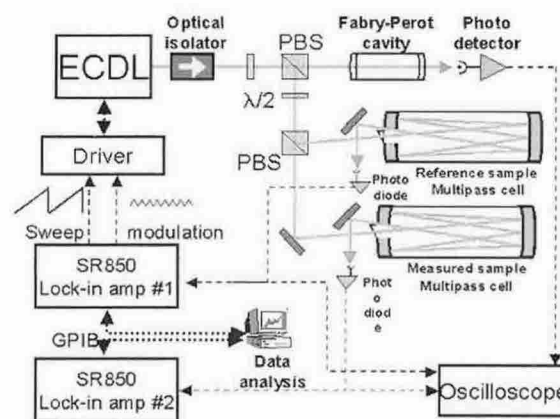 Optical
isolator
PBS
Fabry-Perot
cavity
Photo
detector
ECDL
λ/2
PBS
Driver
Reference sample
Multipass cell
Photo
diode
Sweep
modulation
Measured sample
Multipass cell
SR850
Lock-in amp #1
Phot
o
diod
e
GPIB
Data
analysis
SR850
Lock-in amp #2
Oscilloscope